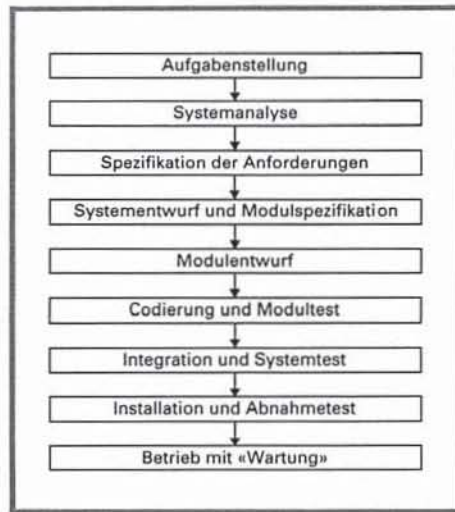 Aufgabenstellung
Systemanalyse
Spezifikation der Anforderungen
Systementwurf und Modulspezifikation
Modulentwurf
Codierung und Modultest
Integration und Systemtest
Installation und Abnahmetest
Betrieb mit «Wartung»